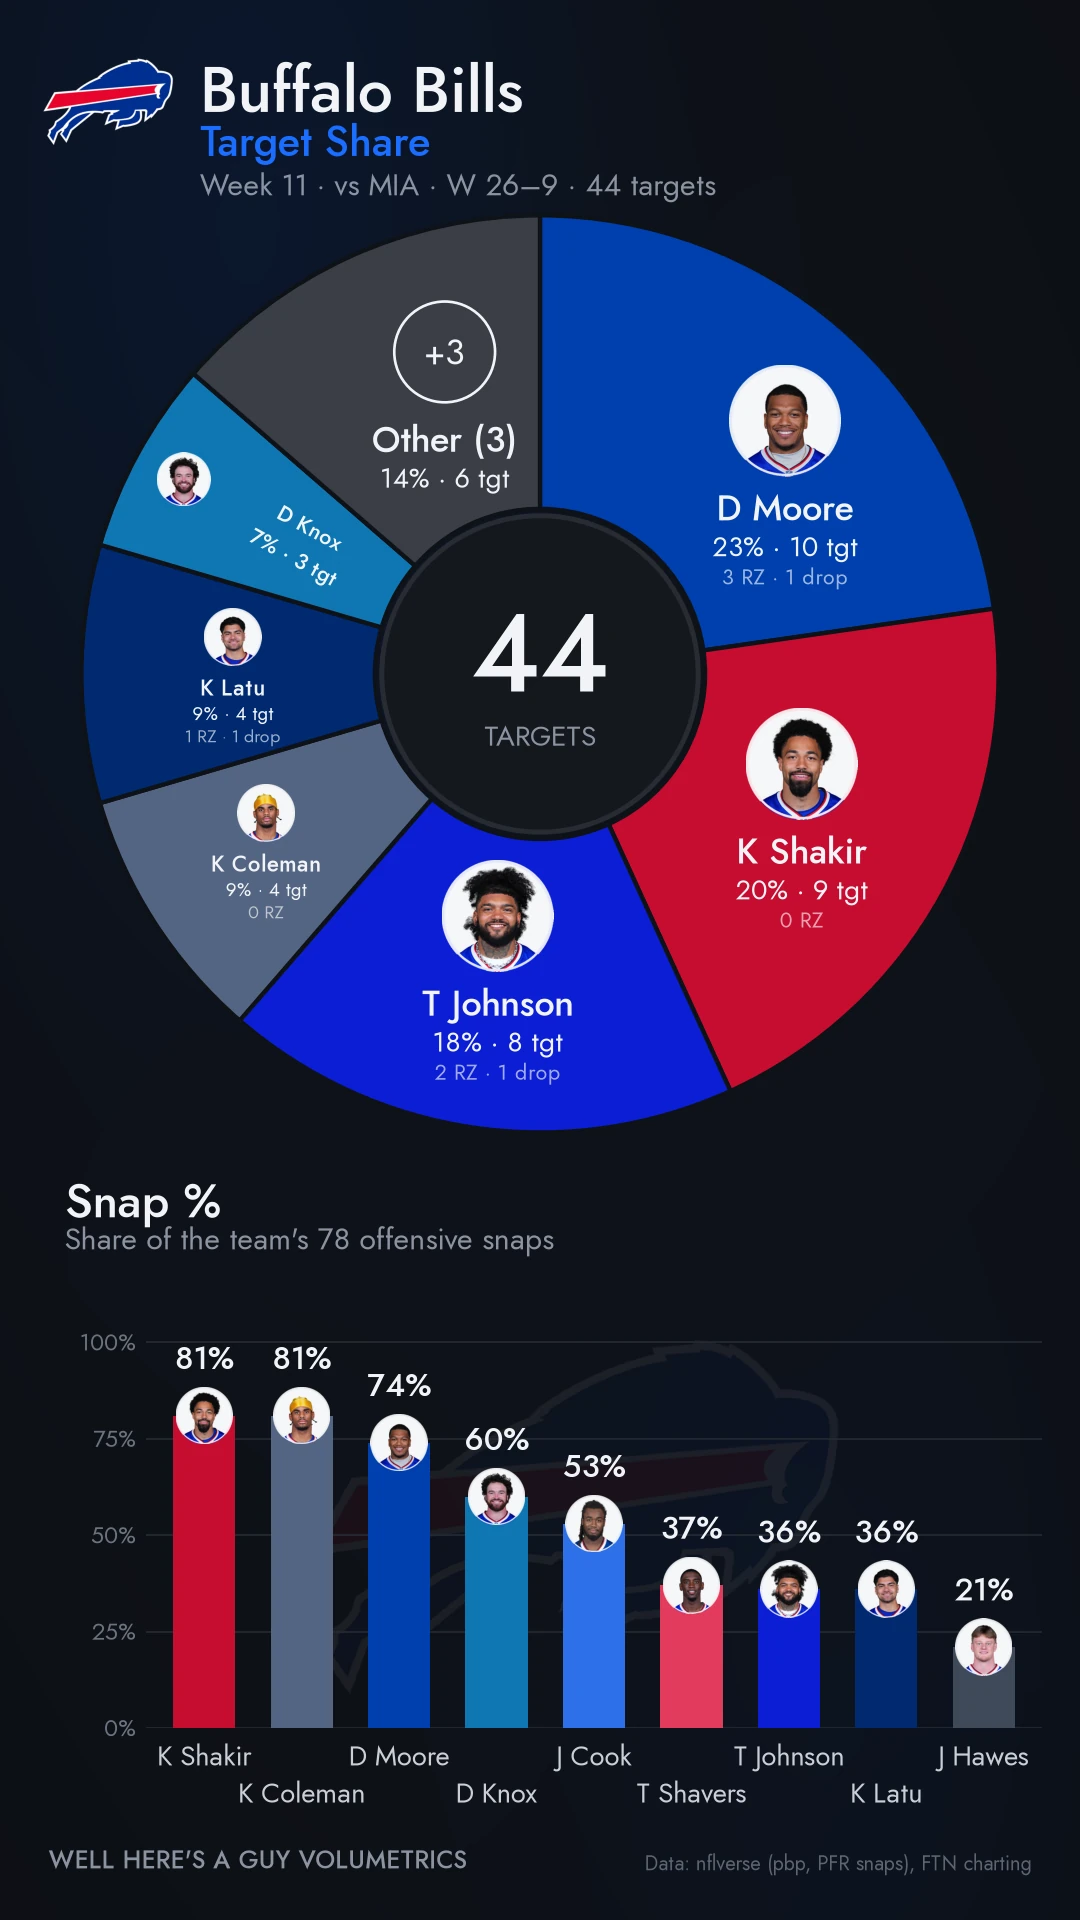 Buffalo Bills
Target Share
Week 11 · vs MIA · W 26–9 · 44 targets
+3
Other (3)
14% · 6 tgt
D Moore
23% · 10 tgt
3 RZ · 1 drop
D Knox
7% · 3 tgt
K Latu
9% · 4 tgt
1 RZ · 1 drop
44
TARGETS
K Shakir
20% · 9 tgt
0 RZ
K Coleman
9% · 4 tgt
0 RZ
T Johnson
18% · 8 tgt
2 RZ · 1 drop
Snap %
Share of the team's 78 offensive snaps
100%
75%
50%
25%
0%
81%
81%
74%
60%
53%
37%
36%
36%
21%
K Shakir
K Coleman
D Moore
D Knox
J Cook
T Shavers
T Johnson
K Latu
J Hawes
WELL HERE'S A GUY VOLUMETRICS
Data: nflverse (pbp, PFR snaps), FTN charting